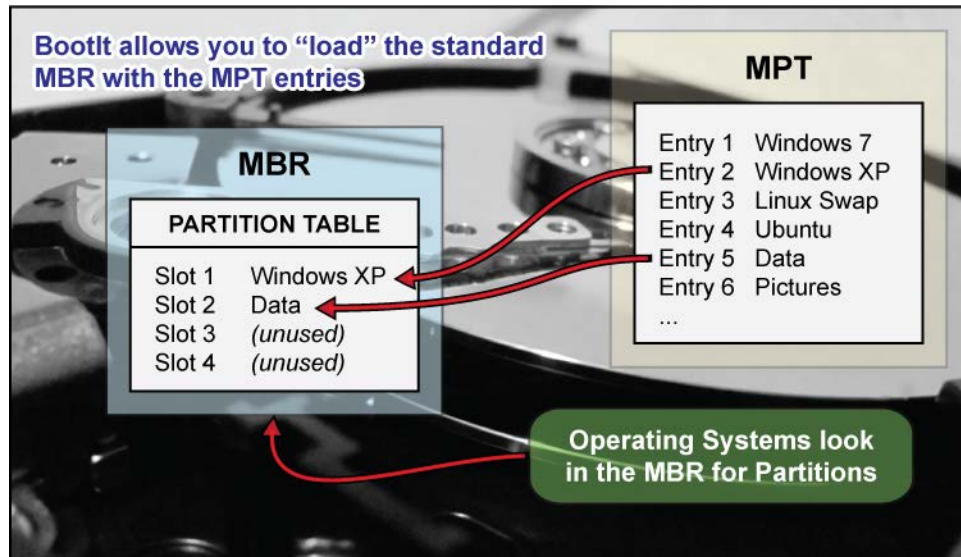 BootIt allows you to “load” the standard
MBR with the MPT entries
MBR
PARTITION TABLE
Slot 1 Windows XP
Slot 2 Data
Slot 3 (unused)
Slot 4 (unused)
MPT
Entry 1 Windows 7
Entry 2 Windows XP
Entry 3 Linux Swap
Entry 4 Ubuntu
Entry 5 Data
Entry 6 Pictures
...
Operating Systems look
in the MBR for Partitions